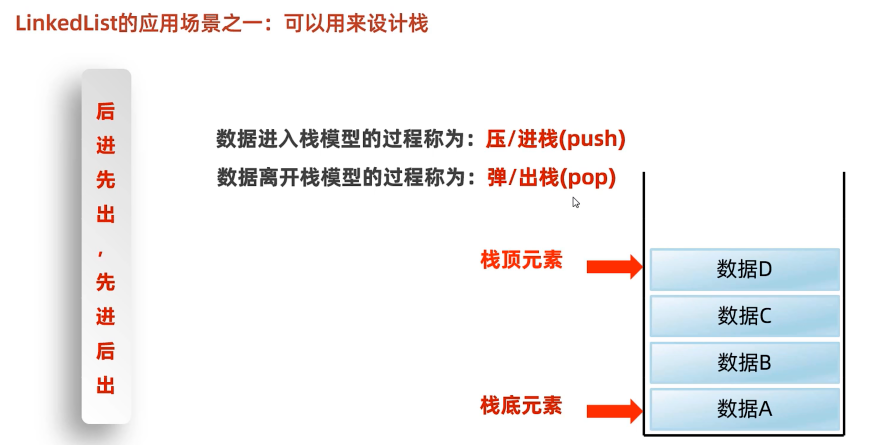 LinkedList的应用场景之一：可以用来设计栈
后进先出，先进后出
数据进入栈模型的过程称为：压/进栈(push)
数据离开栈模型的过程称为：弹/出栈(pop)
栈顶元素
数据D
数据C
数据B
栈底元素
数据A